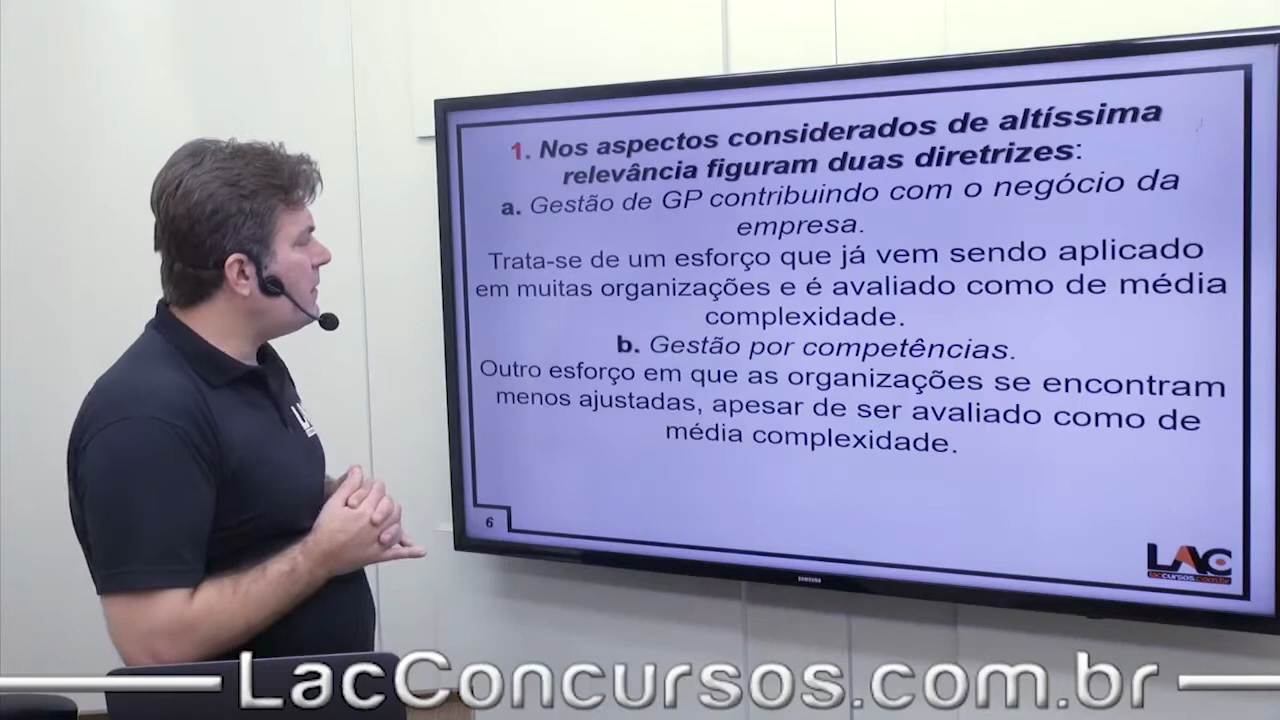 1. Nos aspectos considerados de altíssima
relevância figuram duas diretrizes:
a. Gestão de GP contribuindo com o negócio da
empresa.
Trata-se de um esforço que já vem sendo aplicado
em muitas organizações e é avaliado como de média
complexidade.
b. Gestão por competências.
Outro esforço em que as organizações se encontram
menos ajustadas, apesar de ser avaliado como de
média complexidade.
6
LAC
laccursos.com.br
SAMSUNG
LAC
LacConcursos.com.br